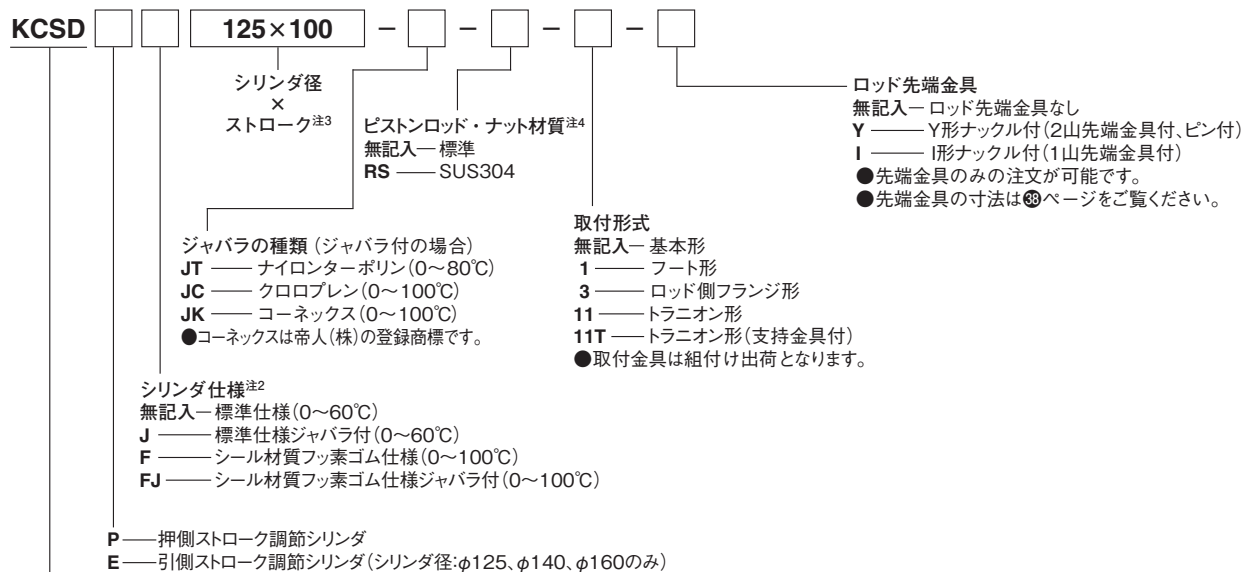 KCSD 125×100 － － － －
シリンダ径
×
ストローク注3
ピストンロッド・ナット材質注4
無記入－標準
RS ── SUS304
ロッド先端金具
無記入－ロッド先端金具なし
Y ── Y形ナックル付(2山先端金具付、ピン付)
I ── I形ナックル付(1山先端金具付)
●先端金具のみの注文が可能です。
●先端金具の寸法は㊳ページをご覧ください。
ジャバラの種類(ジャバラ付の場合)
JT ── ナイロンターポリン(0〜80℃)
JC ── クロロプレン(0〜100℃)
JK ── コーネックス(0〜100℃)
●コーネックスは帝人(株)の登録商標です。
取付形式
無記入－基本形
1 ── フート形
3 ── ロッド側フランジ形
11 ── トラニオン形
11T ── トラニオン形(支持金具付)
●取付金具は組付け出荷となります。
シリンダ仕様注2
無記入－標準仕様(0〜60℃)
J ── 標準仕様ジャバラ付(0〜60℃)
F ── シール材質フッ素ゴム仕様(0〜100℃)
FJ ── シール材質フッ素ゴム仕様ジャバラ付(0〜100℃)
P ── 押側ストローク調節シリンダ
E ── 引側ストローク調節シリンダ(シリンダ径:φ125、φ140、φ160のみ)